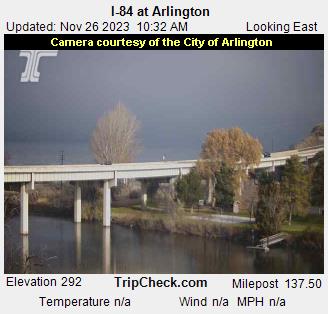 I-84 at Arlington
Updated: Nov 26 2023 10:32 AM Looking East
Camera courtesy of the City of Arlington
Elevation 292 TripCheck.com Milepost 137.50
Temperature n/a Wind n/a MPH n/a